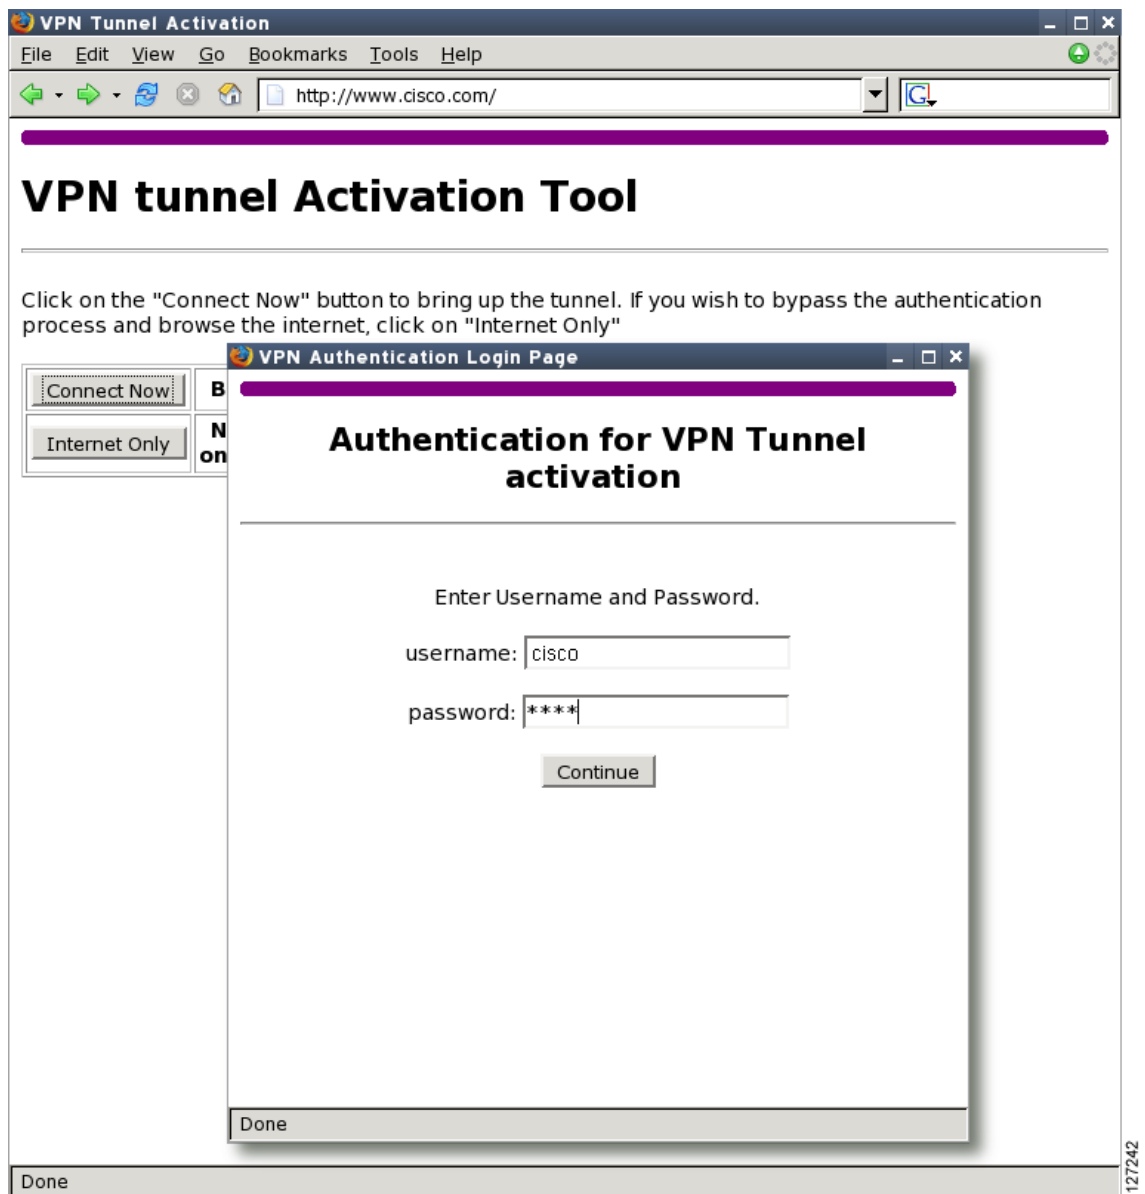 VPN Tunnel Activation
File Edit View Go Bookmarks Tools Help
http://www.cisco.com/
G
VPN tunnel Activation Tool
Click on the "Connect Now" button to bring up the tunnel. If you wish to bypass the authentication
process and browse the internet, click on "Internet Only"
Connect Now B
Internet Only N
on
VPN Authentication Login Page
Authentication for VPN Tunnel
activation
Enter Username and Password.
username: cisco
password: ****
Continue
Done
Done
127242